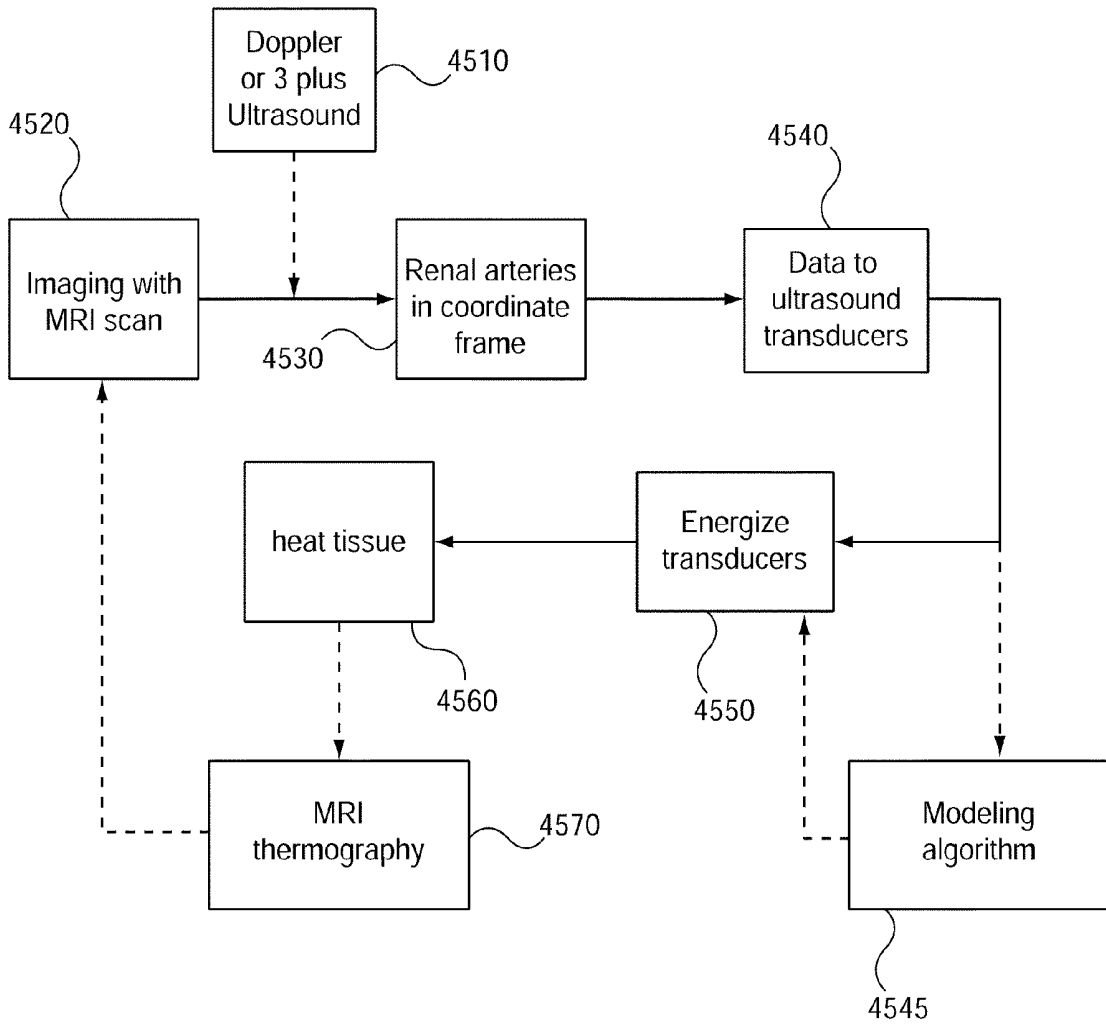 Doppler
or 3 plus
Ultrasound
4510
4520
4540
Imaging with
MRI scan
Renal arteries
in coordinate
frame
4530
Data to
ultrasound
transducers
heat tissue
4560
Energize
transducers
4550
MRI
thermography
4570
Modeling
algorithm
4545